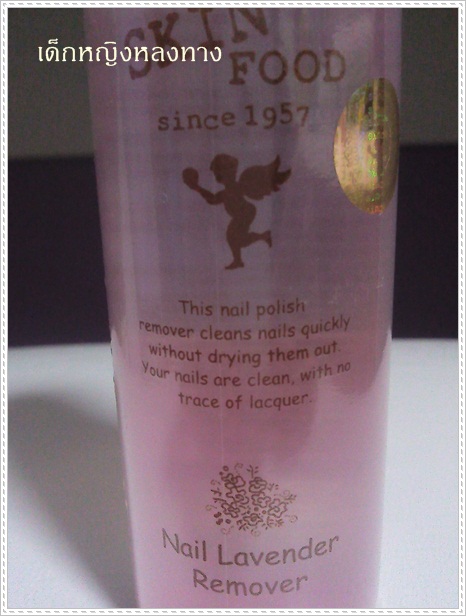 เด็กหญิงหลงทาง
SKIN
FOOD
since 1957
This nail polish
remover cleans nails quickly
without drying them out.
Your nails are clean, with no
trace of lacquer.
Nail Lavender
Remover